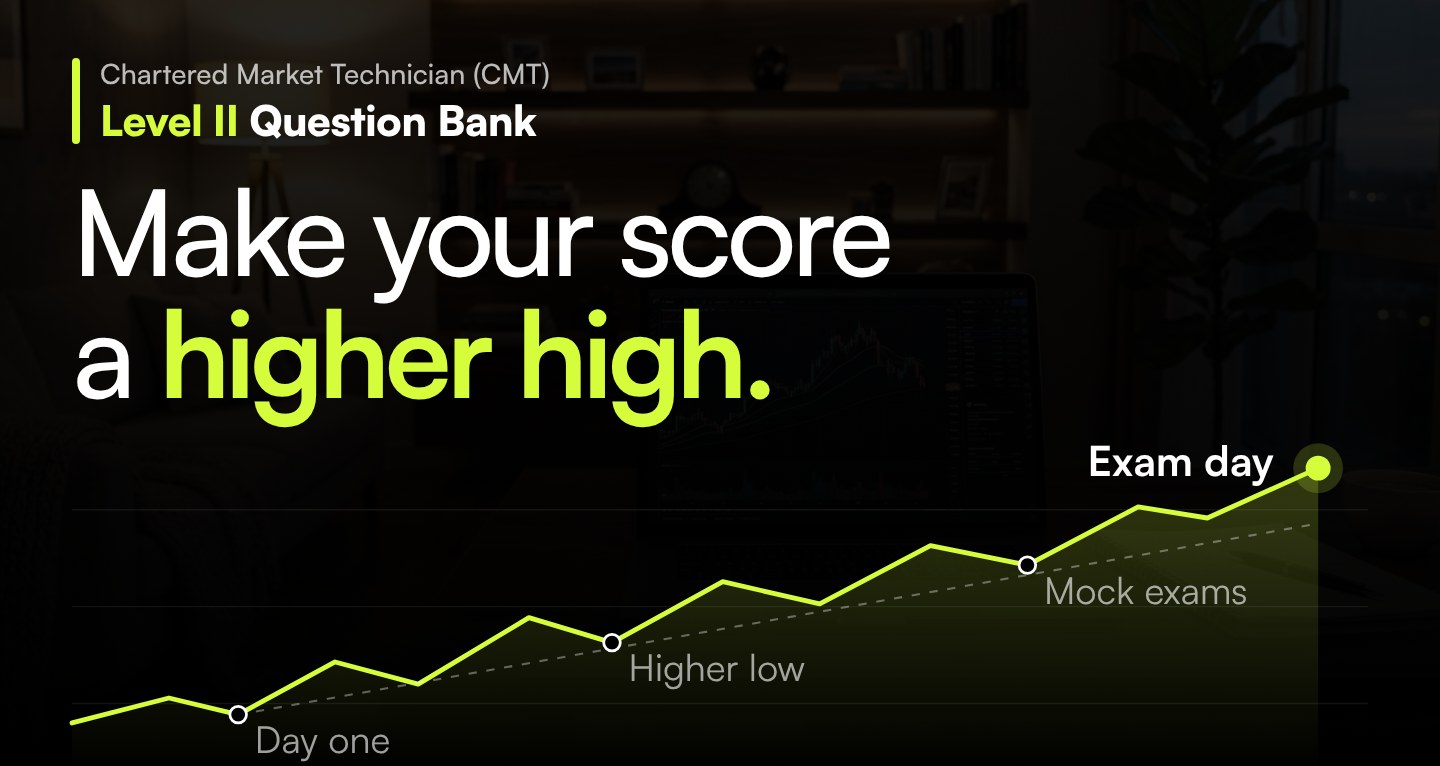 Chartered Market Technician (CMT)
Level II Question Bank
Make your score
a higher high.
Exam day
Mock exams
Higher low
Day one